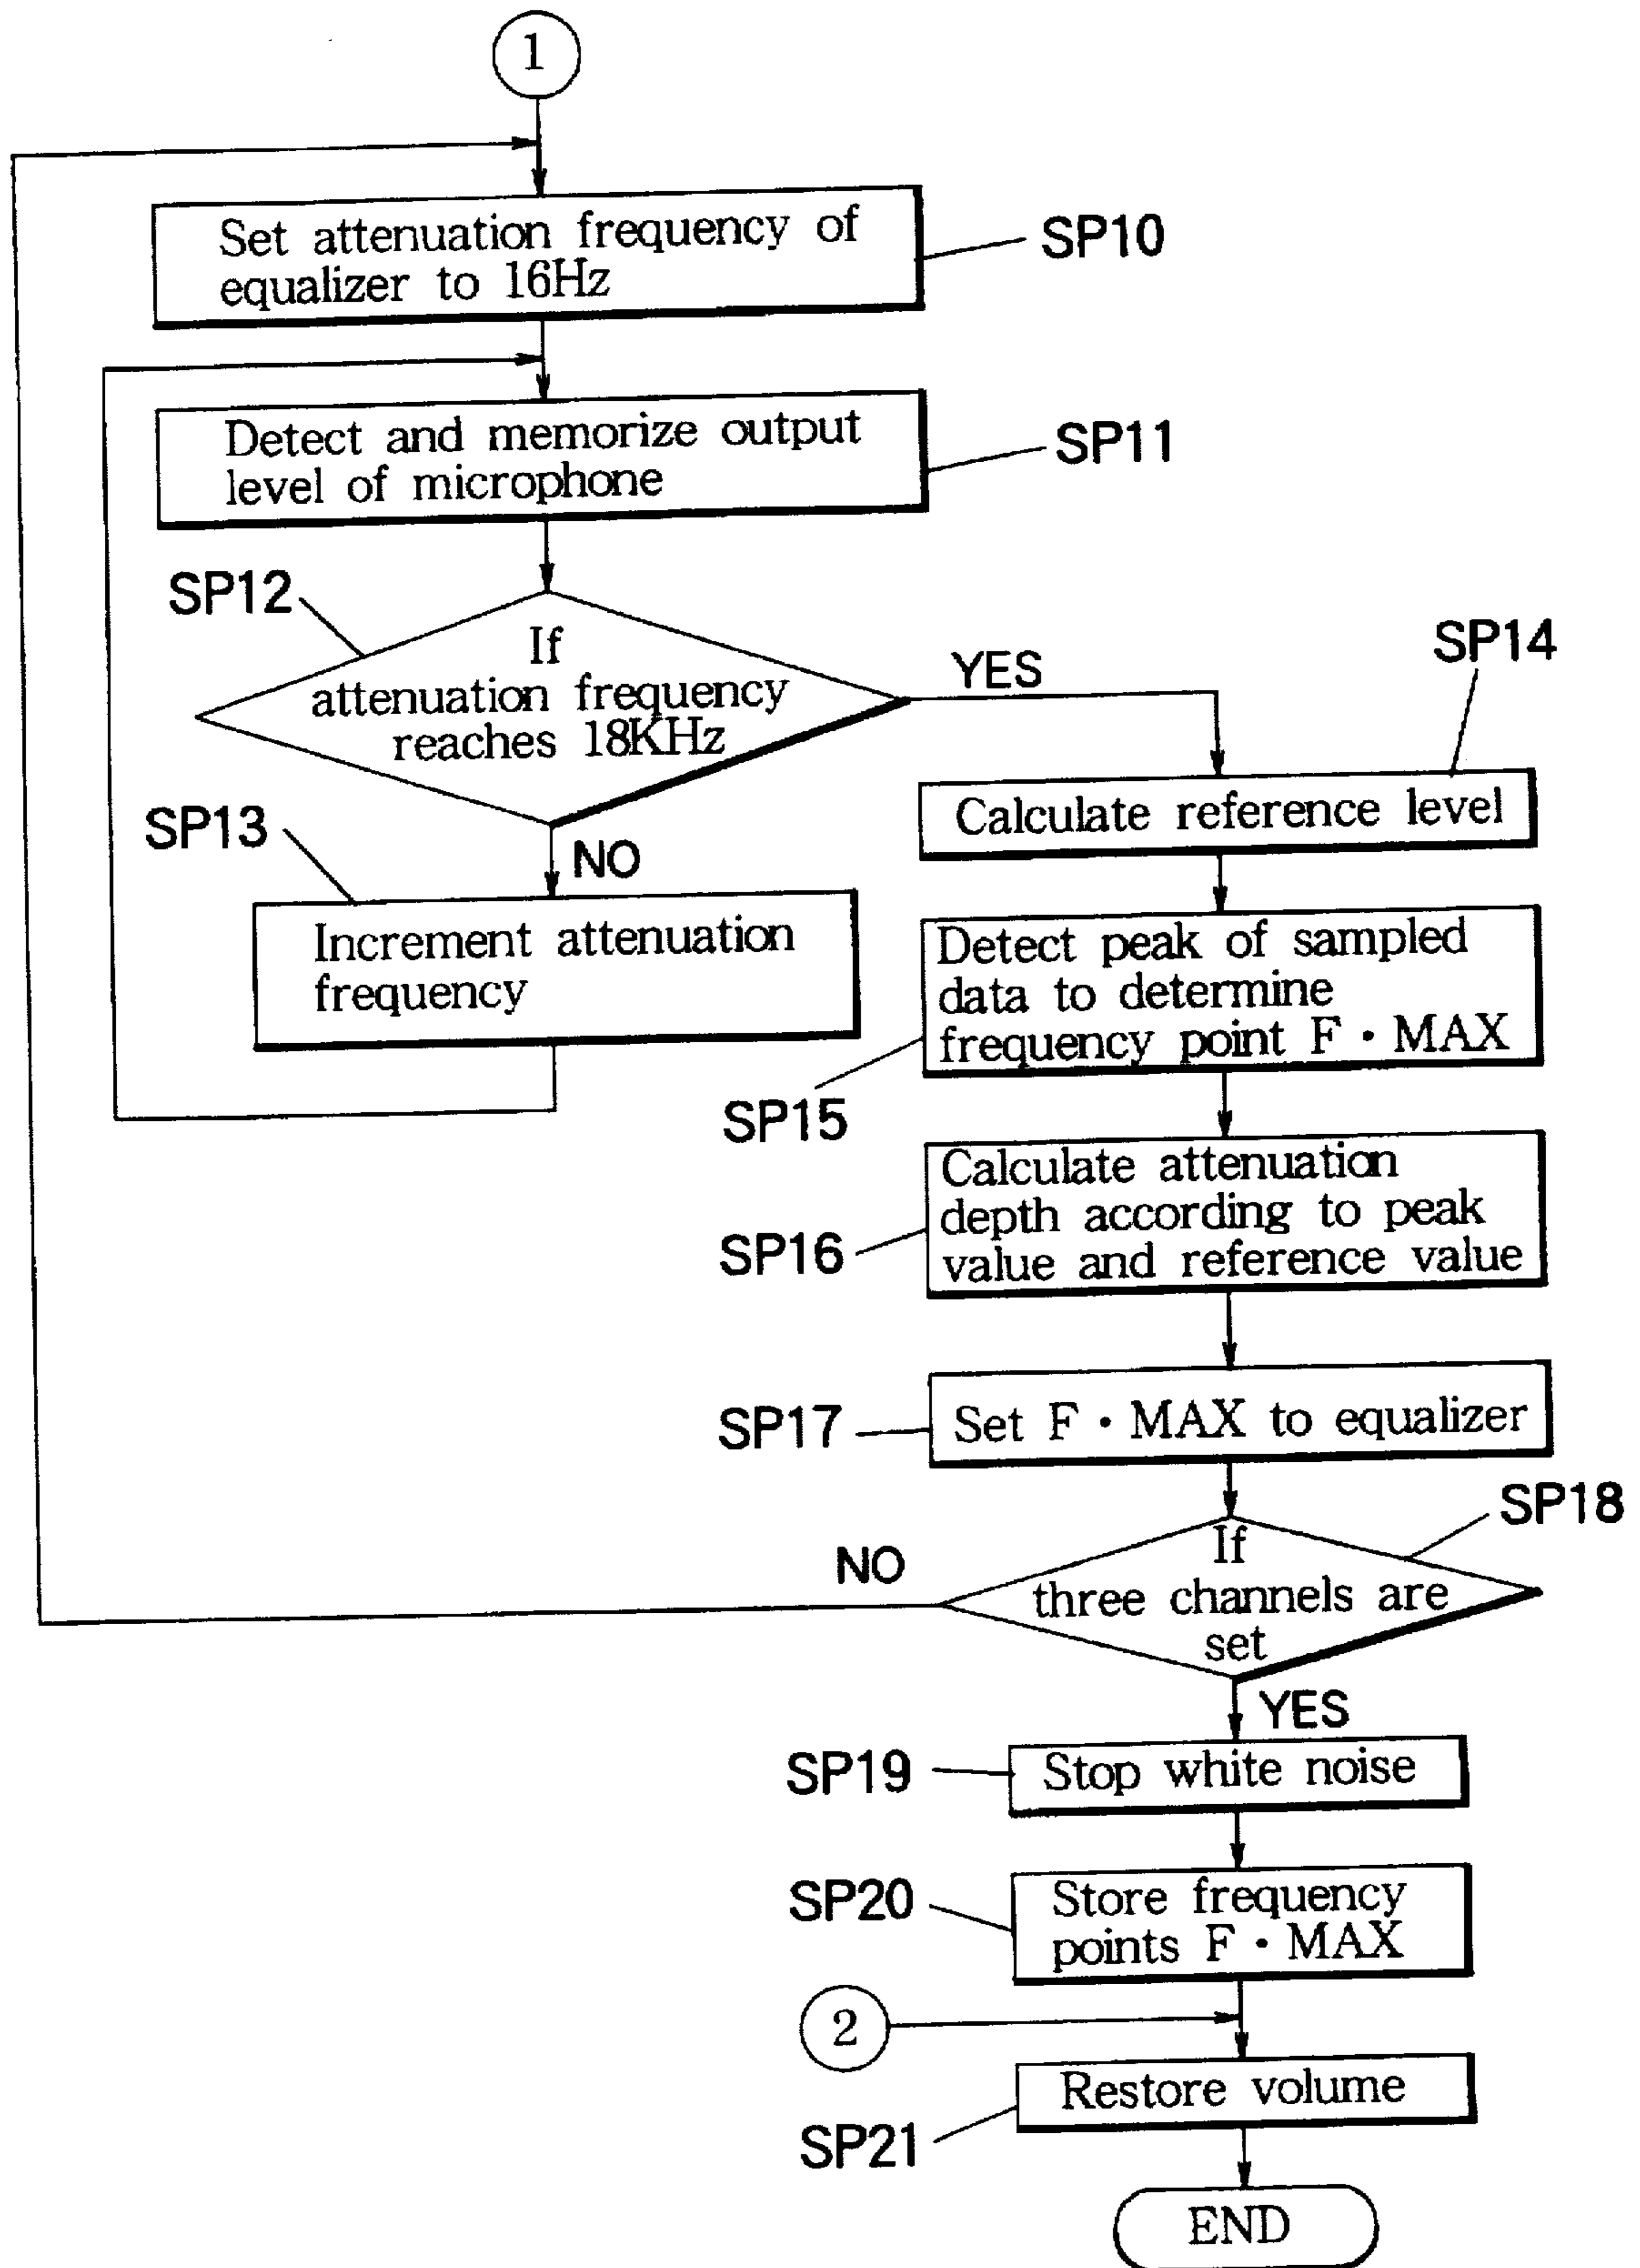 1
Set attenuation frequency of
equalizer to 16Hz
SP10
Detect and memorize output
level of microphone
SP11
SP12
If
attenuation frequency
reaches 18KHz
YES
NO
SP13
Increment attenuation
frequency
SP14
Calculate reference level
Detect peak of sampled
data to determine
frequency point F・MAX
SP15
Calculate attenuation
depth according to peak
value and reference value
SP16
SP17
Set F・MAX to equalizer
SP18
If
three channels are
set
NO
YES
SP19
Stop white noise
SP20
Store frequency
points F・MAX
2
Restore volume
SP21
END